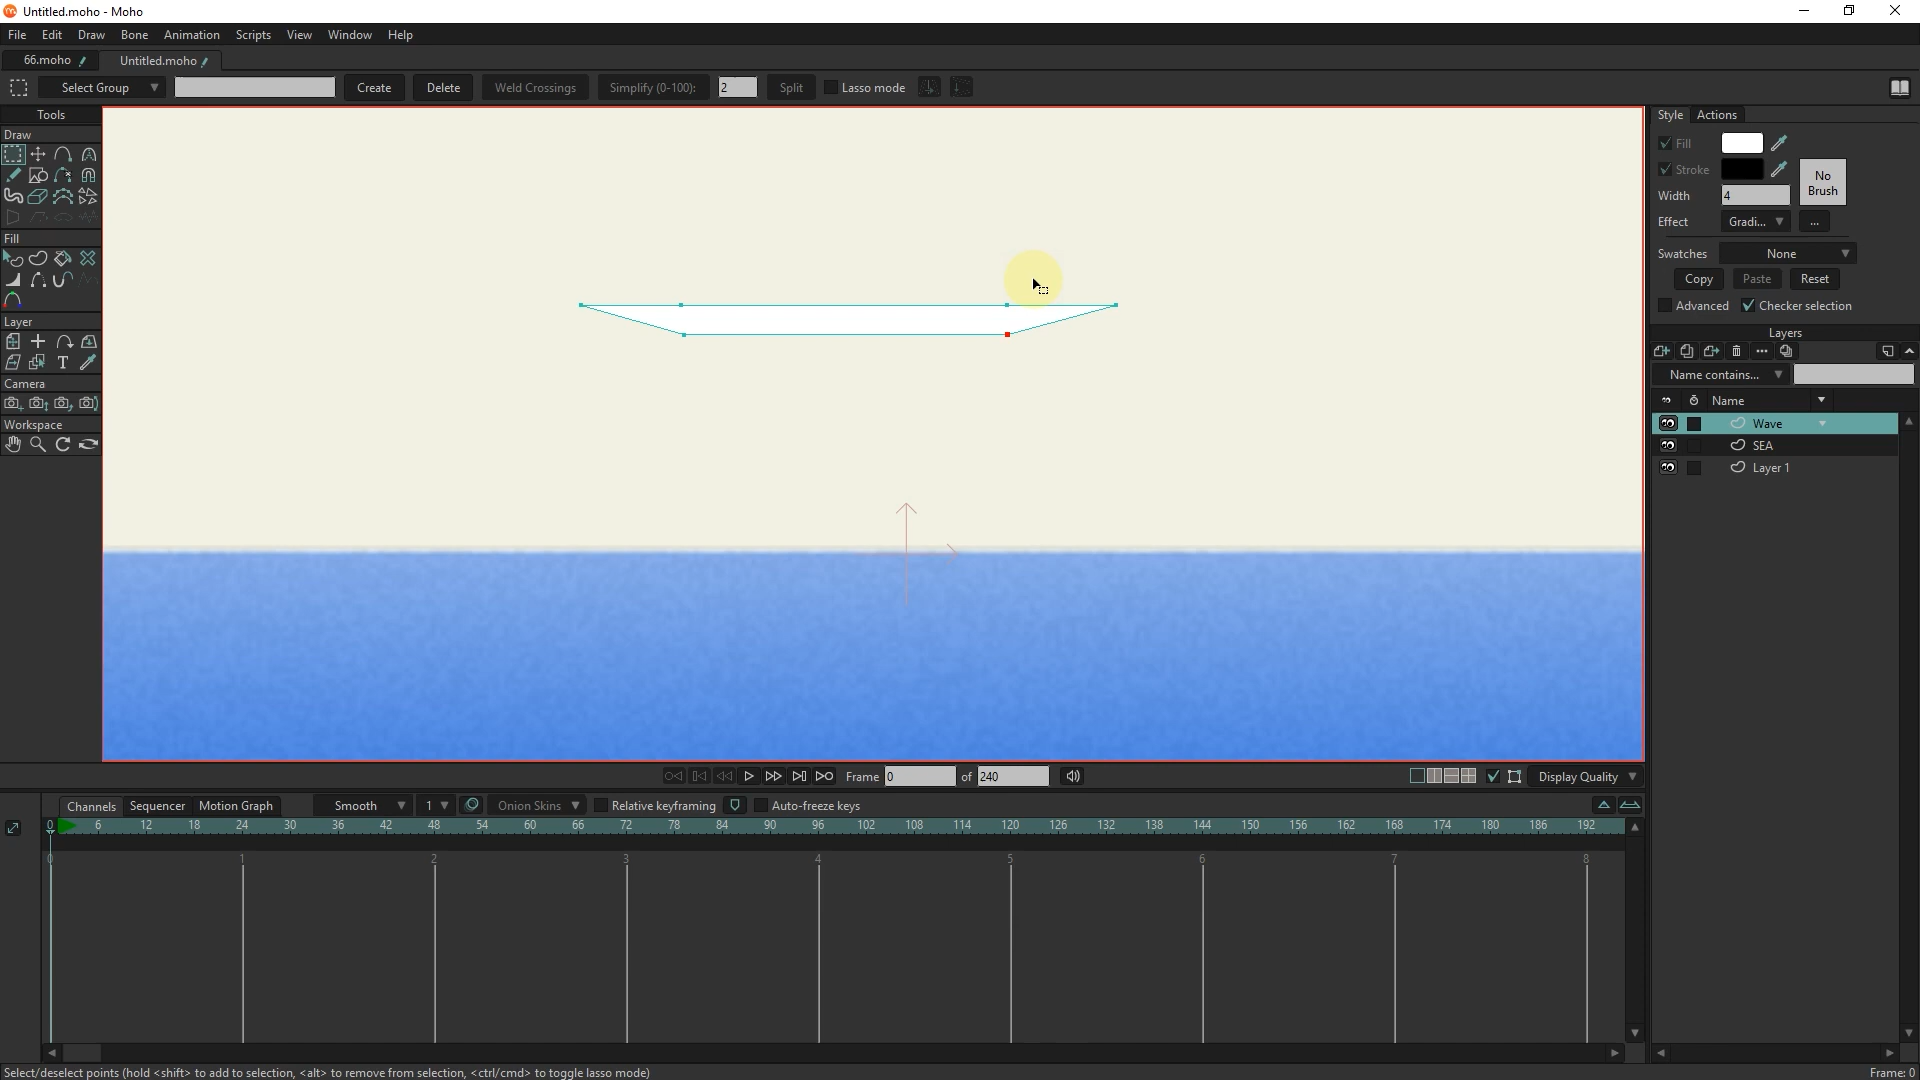 Untitled.moho - Moho
File Edit Draw Bone Animation Scripts View Window Help
66.moho Untitled.moho
Select Group Create Delete Weld Crossings Simplify (0-100): 2 Split Lasso mode
Tools
Draw
Fill
Layer
Camera
Workspace
Style Actions
Fill
Stroke
No Brush
Width 4
Effect Gradi... ...
Swatches None
Copy Paste Reset
Advanced Checker selection
Layers
Name contains...
Name
Wave
SEA
Layer 1
Frame 0 of 240 Display Quality
Channels Sequencer Motion Graph Smooth 1 Onion Skins Relative keyframing Auto-freeze keys
0 6 12 18 24 30 36 42 48 54 60 66 72 78 84 90 96 102 108 114 120 126 132 138 144 150 156 162 168 174 180 186 192
0 1 2 3 4 5 6 7 8
Select/deselect points (hold <shift> to add to selection, <alt> to remove from selection, <ctrl/cmd> to toggle lasso mode) Frame: 0